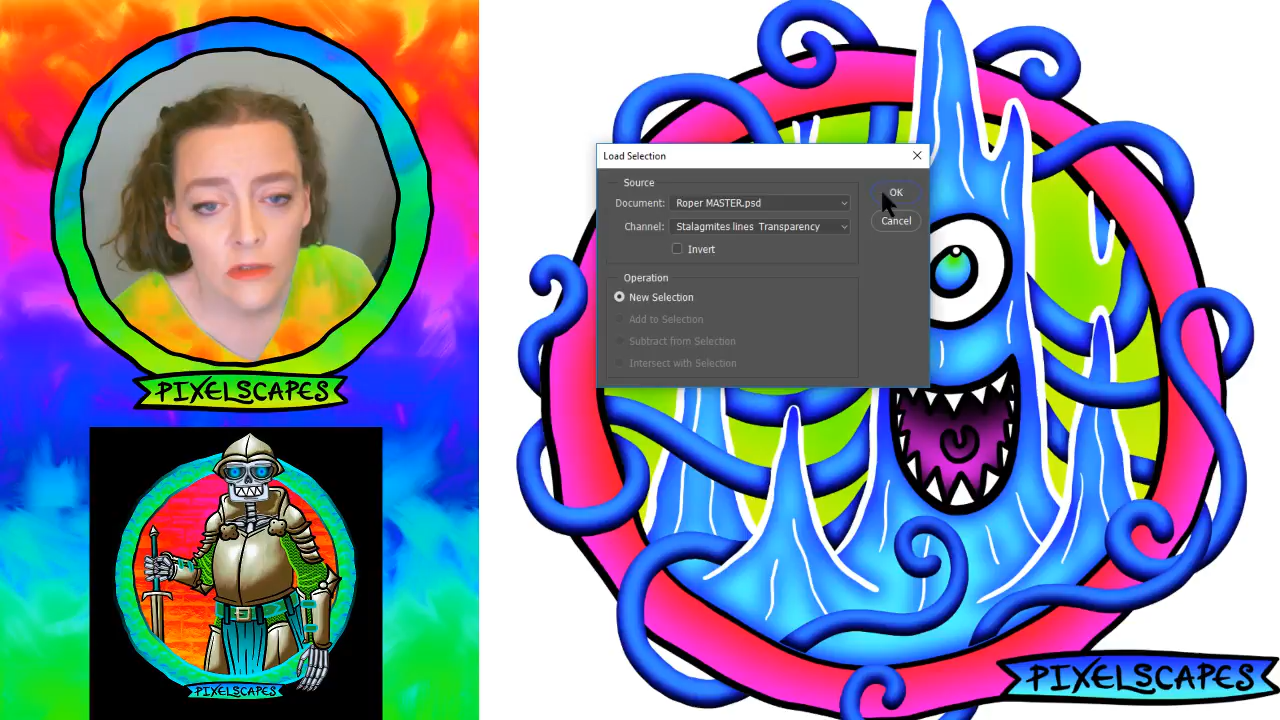 PIXELSCAPES
PIXELSCAPES
Load Selection
Source
Document: Roper MASTER.psd
Channel: Stalagmites lines Transparency
Invert
Operation
New Selection
Add to Selection
Subtract from Selection
Intersect with Selection
OK
Cancel
PIXELSCAPES